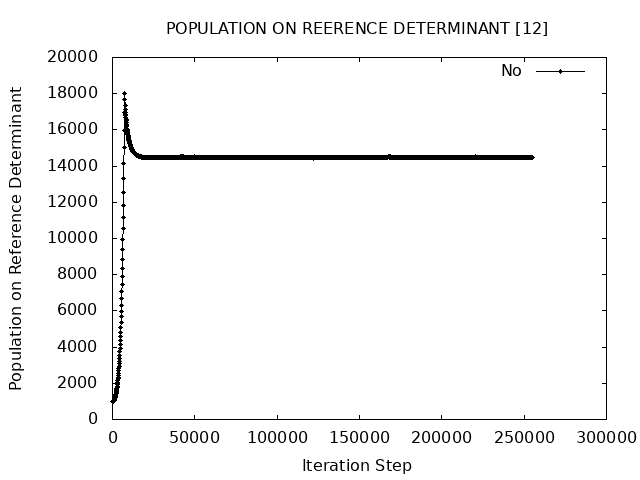 POPULATION ON REERENCE DETERMINANT [12]
No
Population on Reference Determinant
20000
18000
16000
14000
12000
10000
8000
6000
4000
2000
0
0 50000 100000 150000 200000 250000 300000
Iteration Step